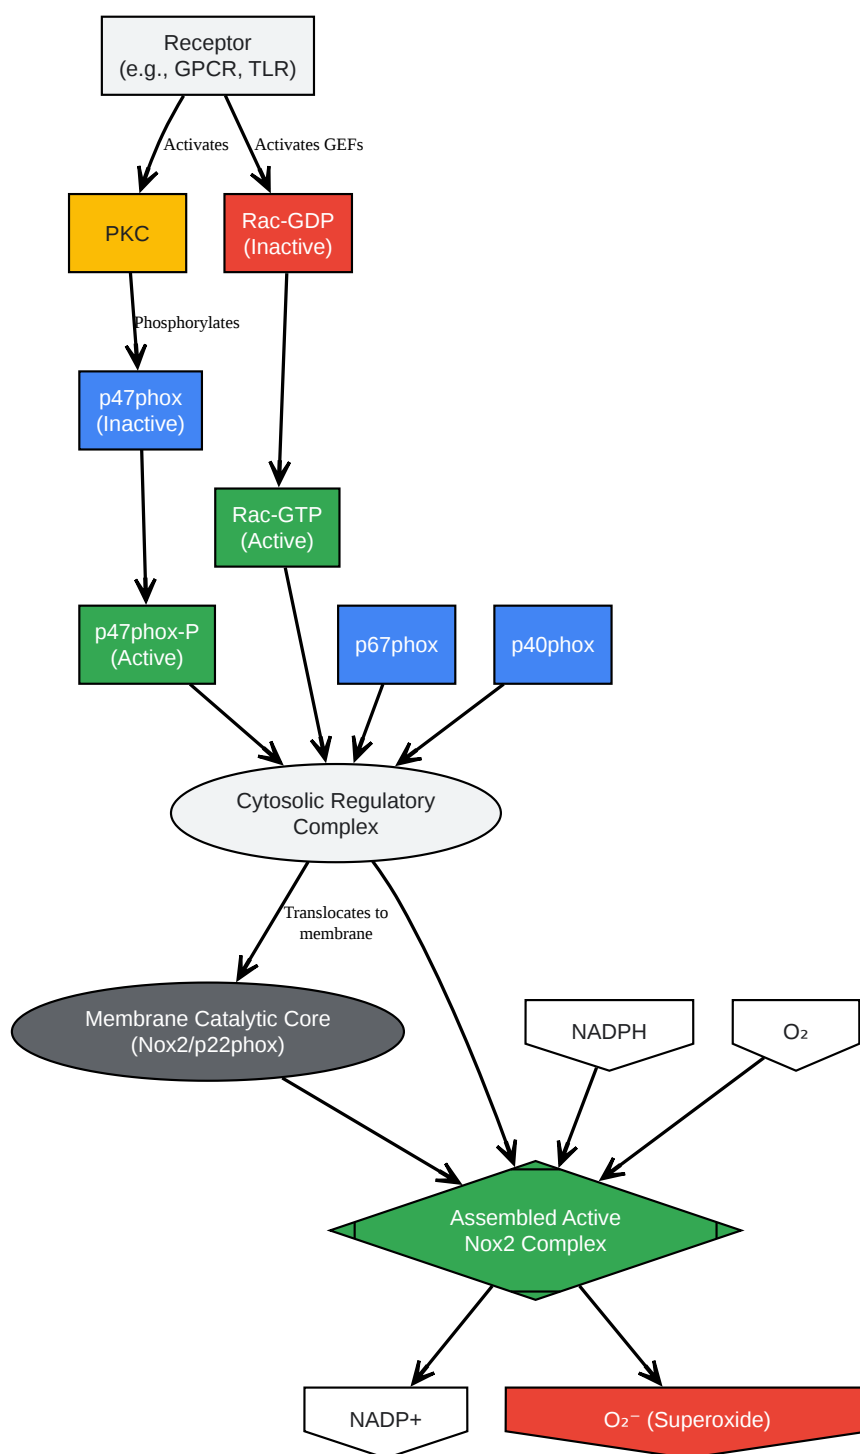 Receptor
(e.g., GPCR, TLR)
Activates
Activates GEFs
PKC
Rac-GDP
(Inactive)
Phosphorylates
p47phox
(Inactive)
Rac-GTP
(Active)
p47phox-P
(Active)
p67phox
p40phox
Cytosolic Regulatory
Complex
Translocates to
membrane
Membrane Catalytic Core
(Nox2/p22phox)
NADPH
O₂
Assembled Active
Nox2 Complex
NADP+
O₂⁻ (Superoxide)